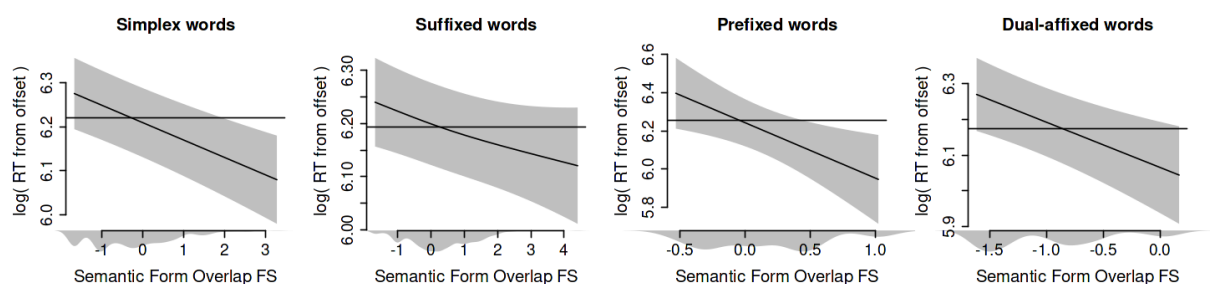 Simplex words
log( RT from offset )
6.3
6.2
6.1
6.0
-1 0 1 2 3
Semantic Form Overlap FS
Suffixed words
log( RT from offset )
6.30
6.20
6.10
6.00
-1 0 1 2 3 4
Semantic Form Overlap FS
Prefixed words
log( RT from offset )
6.6
6.4
6.2
6.0
5.8
-0.5 0.0 0.5 1.0
Semantic Form Overlap FS
Dual-affixed words
log( RT from offset )
6.3
6.1
5.9
-1.5 -1.0 -0.5 0.0
Semantic Form Overlap FS